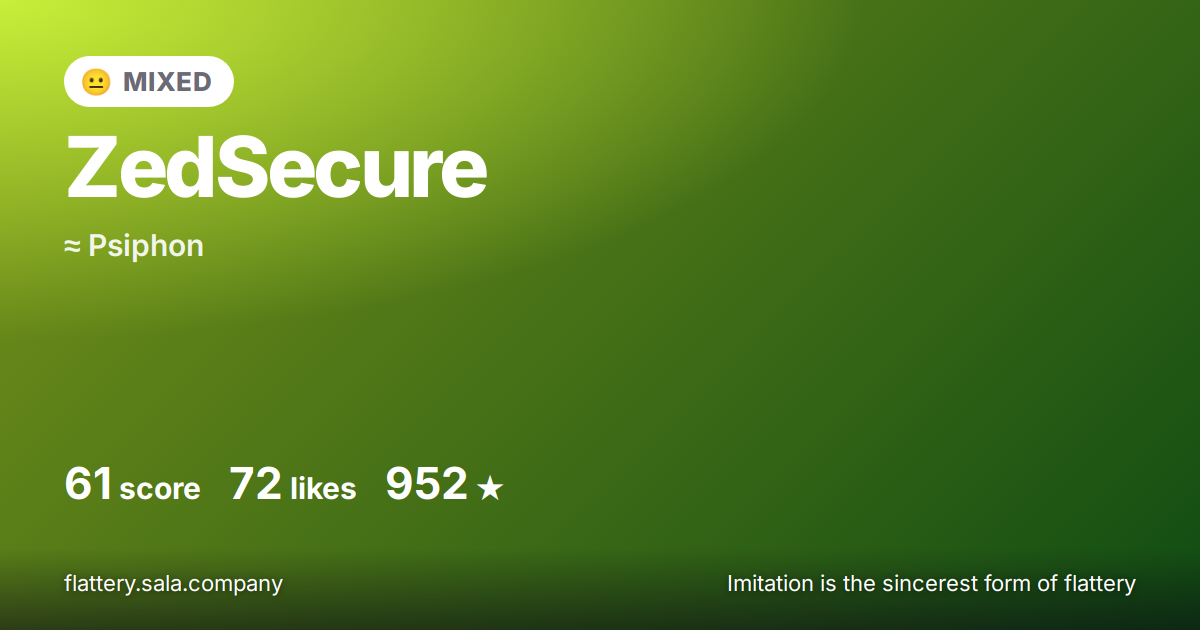 😐 MIXED
ZedSecure
≈ Psiphon
61 score 72 likes 952 ★
flattery.sala.company
Imitation is the sincerest form of flattery